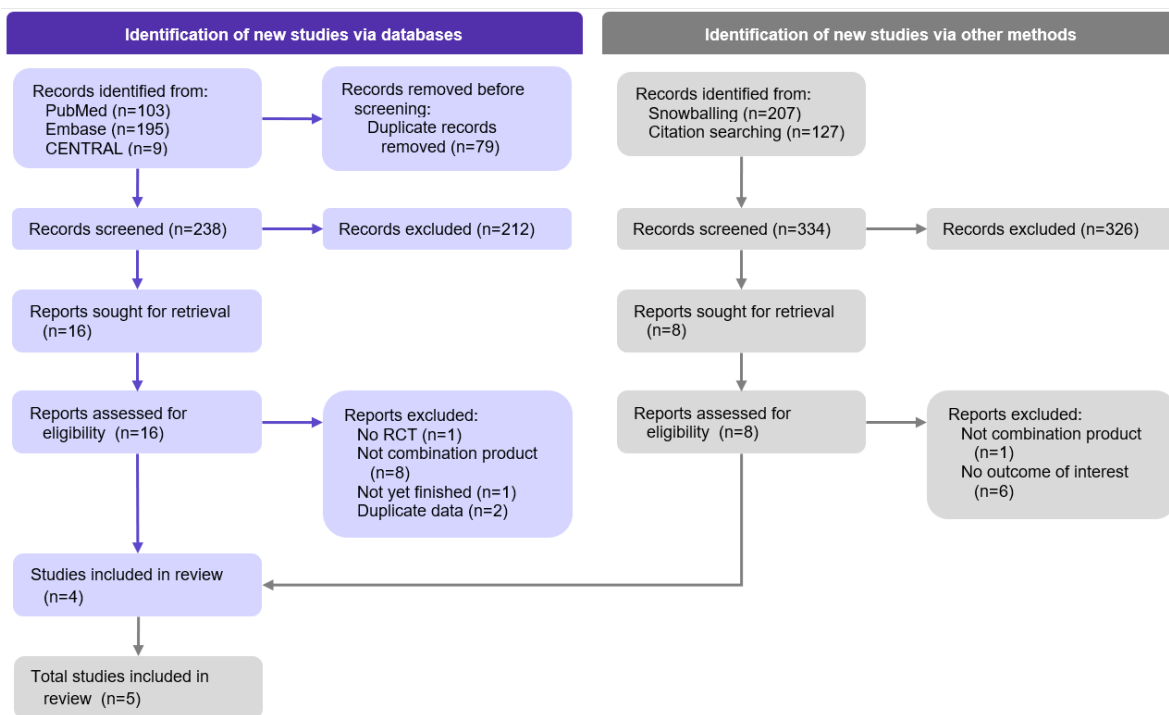 Identification of new studies via databases
Identification of new studies via other methods
Records identified from:
PubMed (n=103)
Embase (n=195)
CENTRAL (n=9)
Records removed before
screening:
Duplicate records
removed (n=79)
Records identified from:
Snowballing (n=207)
Citation searching (n=127)
Records screened (n=238)
Records excluded (n=212)
Records screened (n=334)
Records excluded (n=326)
Reports sought for retrieval
(n=16)
Reports sought for retrieval
(n=8)
Reports assessed for
eligibility (n=16)
Reports excluded:
No RCT (n=1)
Not combination product
(n=8)
Not yet finished (n=1)
Duplicate data (n=2)
Reports assessed for
eligibility (n=8)
Reports excluded:
Not combination product
(n=1)
No outcome of interest
(n=6)
Studies included in review
(n=4)
Total studies included in
review (n=5)